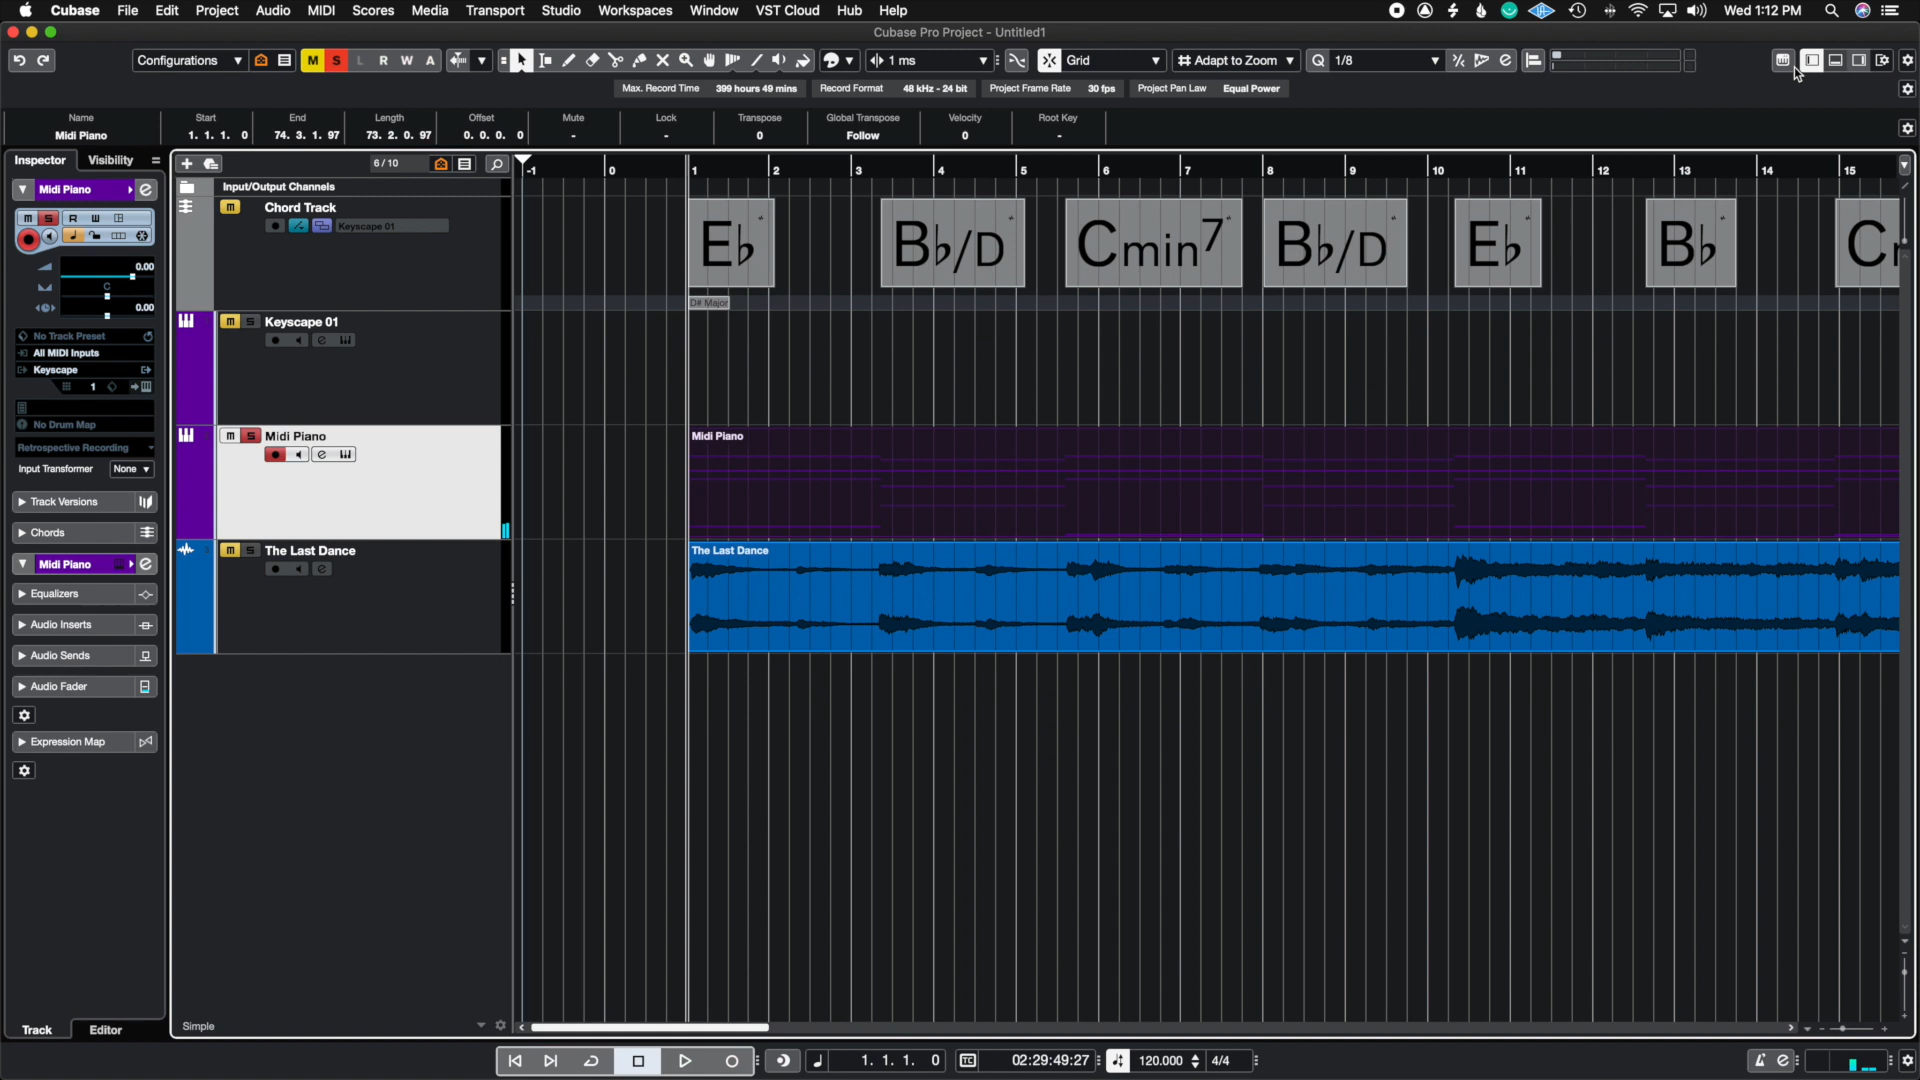 Cubase File Edit Project Audio MIDI Scores Media Transport Studio Workspaces Window VST Cloud Hub Help Wed 1:12 PM
Cubase Pro Project - Untitled1
Configurations M S L R W A 1 ms Grid Adapt to Zoom Q 1/8
Max. Record Time 399 hours 49 mins Record Format 48 kHz - 24 bit Project Frame Rate 30 fps Project Pan Law Equal Power
Name Start End Length Offset Mute Lock Transpose Global Transpose Velocity Root Key
Midi Piano 1. 1. 1. 0 74. 3. 1. 97 73. 2. 0. 97 0. 0. 0. 0 - - 0 Follow 0 -
Inspector Visibility 6/10 -1 0 1 2 3 4 5 6 7 8 9 10 11 12 13 14 15
Midi Piano e
m S R W
0.00
C
0.00
No Track Preset
All MIDI Inputs
Keyscape
1
No Drum Map
Retrospective Recording
Input Transformer None
Track Versions
Chords
Midi Piano e
Equalizers
Audio Inserts
Audio Sends
Audio Fader
Expression Map
Track Editor
Input/Output Channels
m Chord Track
Keyscape 01
E♭ B♭/D Cmin7 B♭/D E♭ B♭
D# Major
m S Keyscape 01
m S Midi Piano
Midi Piano
3 m S The Last Dance
The Last Dance
Simple
1. 1. 1. 0 TC 02:29:49:27 120.000 4/4